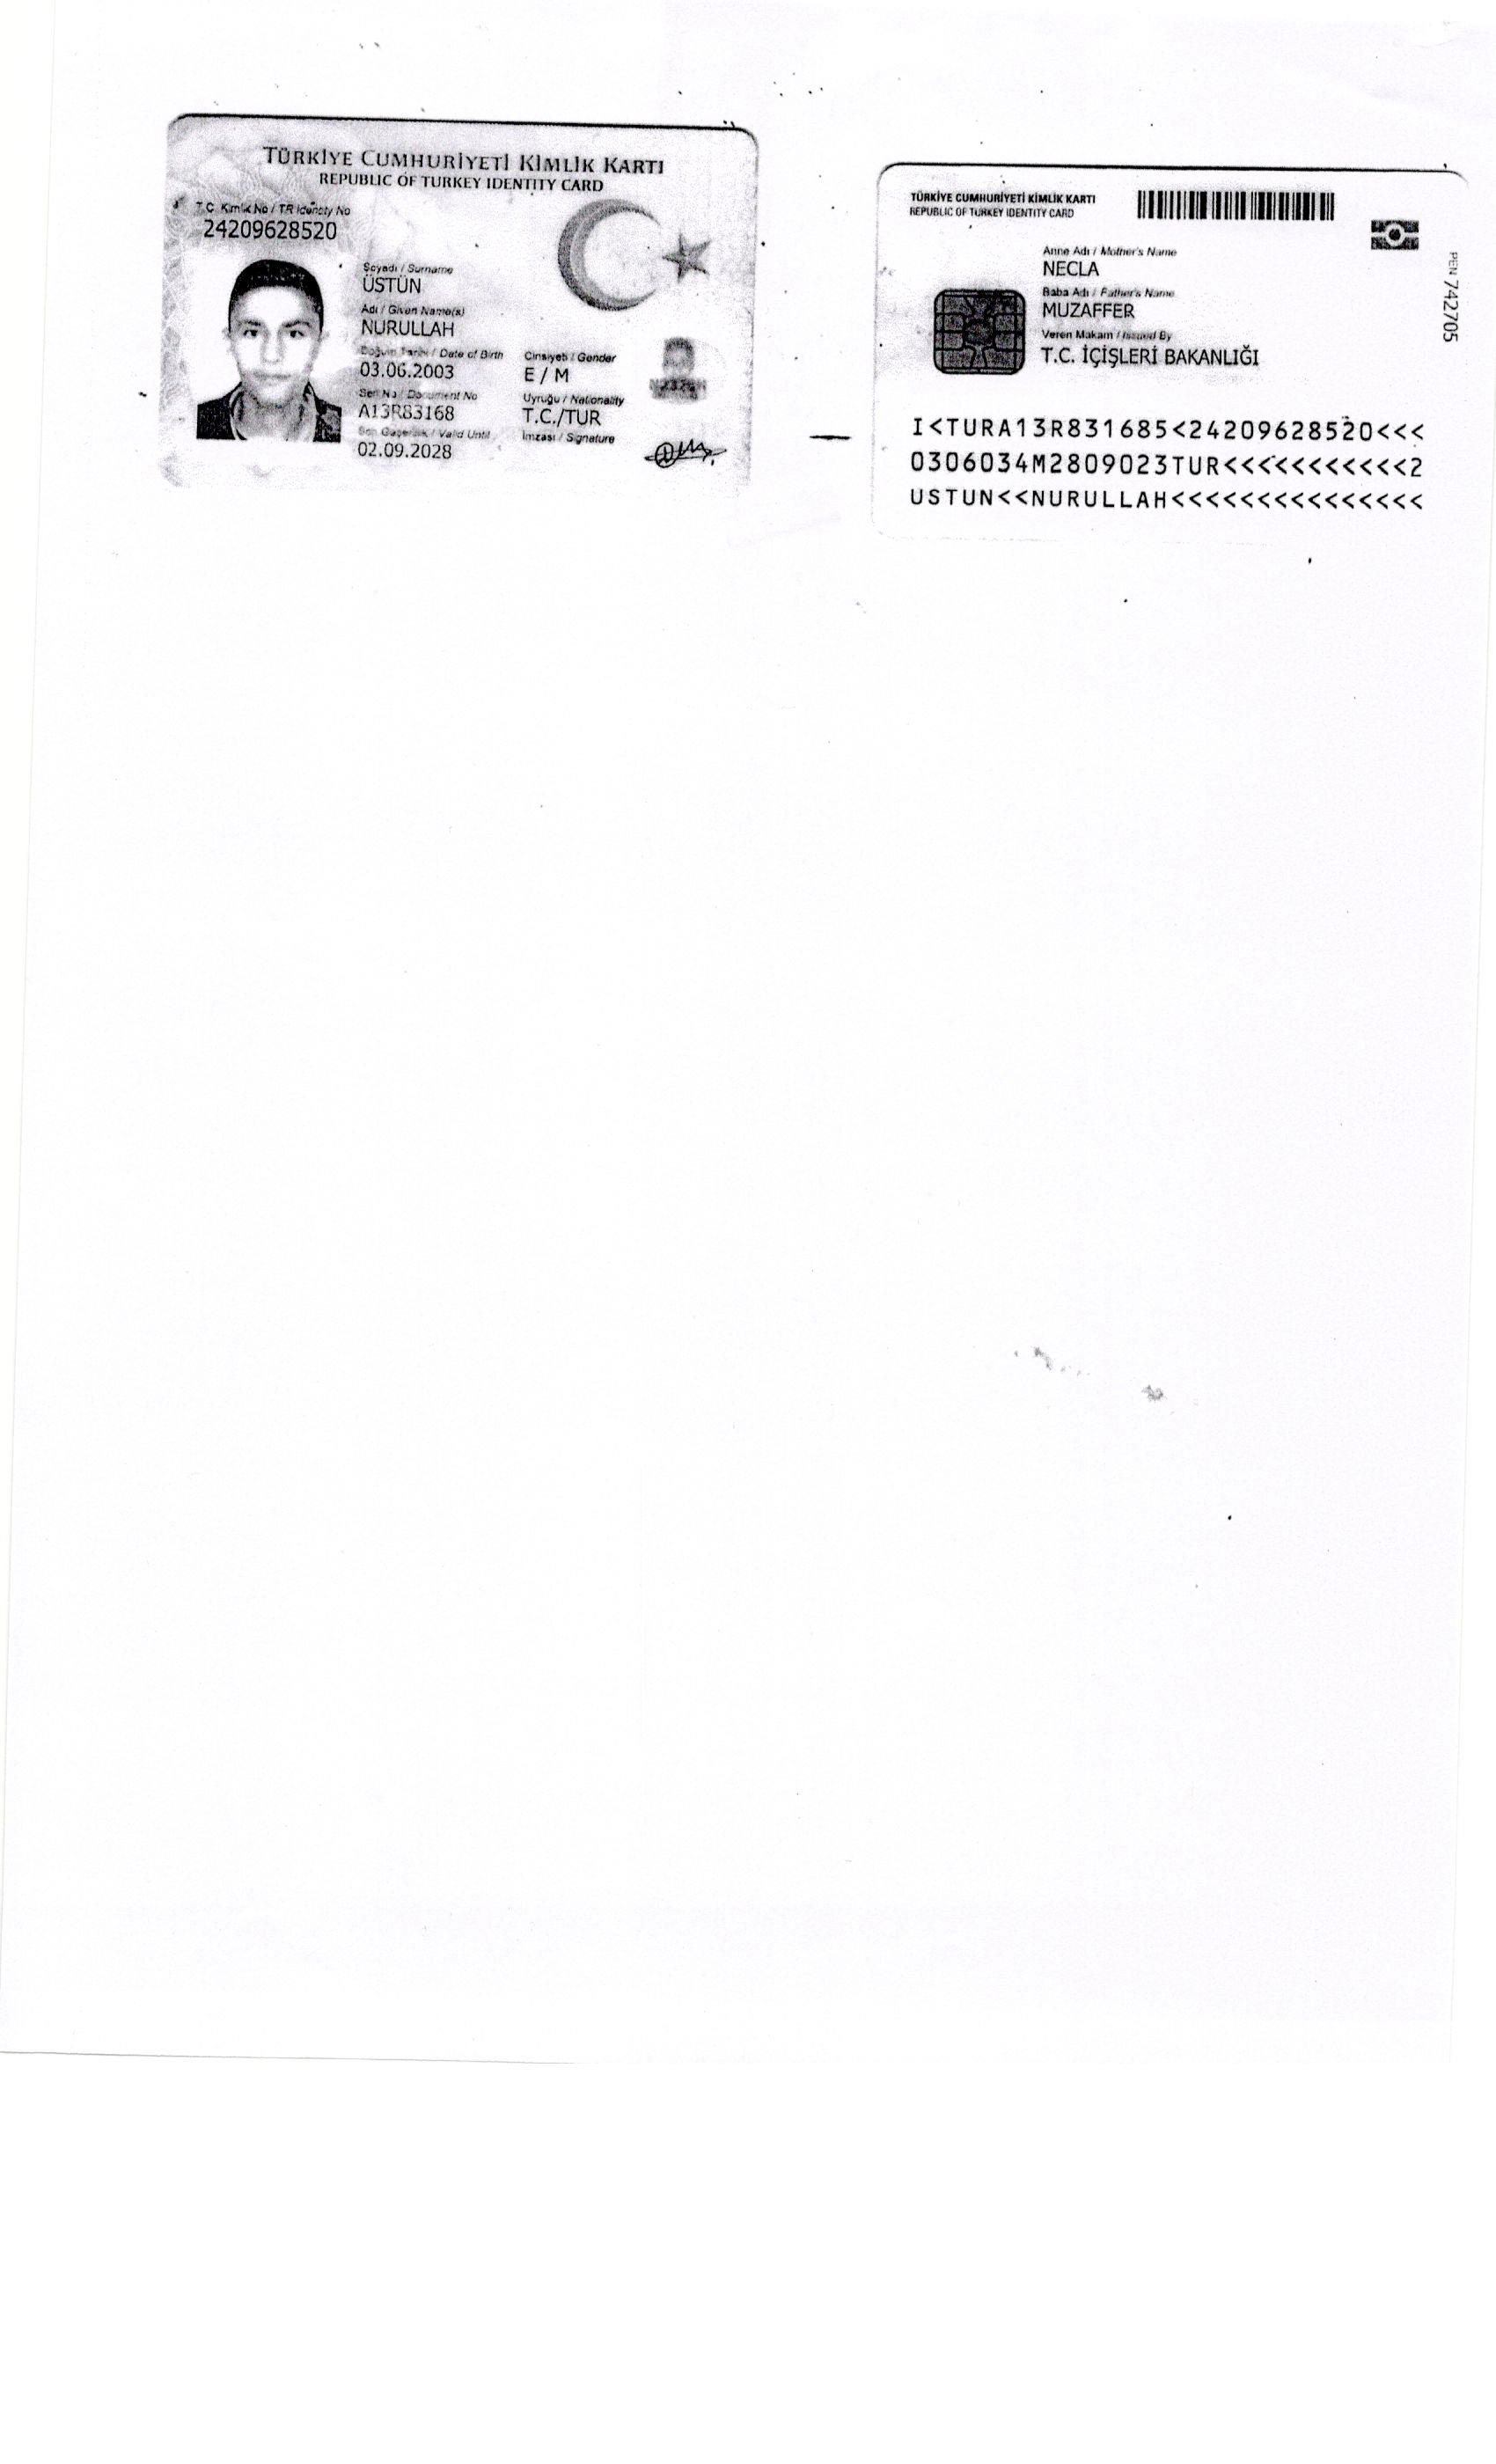 TÜRKİYE CUMHURİYETİ KİMLİK KARTI
REPUBLIC OF TURKEY IDENTITY CARD
T.C. Kimlik No / TR Identity No
24209628520
Soyadı / Surname
ÜSTÜN
Adı / Given Name(s)
NURULLAH
Doğum Tarihi / Date of Birth
03.06.2003
Cinsiyeti / Gender
E / M
Seri No / Document No
A13R83168
Uyruğu / Nationality
T.C./TUR
Son Geçerlilik / Valid Until
02.09.2028
İmzası / Signature
TÜRKİYE CUMHURİYETİ KİMLİK KARTI
REPUBLIC OF TURKEY IDENTITY CARD
Anne Adı / Mother's Name
NECLA
Baba Adı / Father's Name
MUZAFFER
Veren Makam / Issued By
T.C. İÇİŞLERİ BAKANLIĞI
PEN 742705
I<TURA13R831685<24209628520<<<
0306034M2809023TUR<<<<<<<<<<<2
USTUN<<NURULLAH<<<<<<<<<<<<<<<